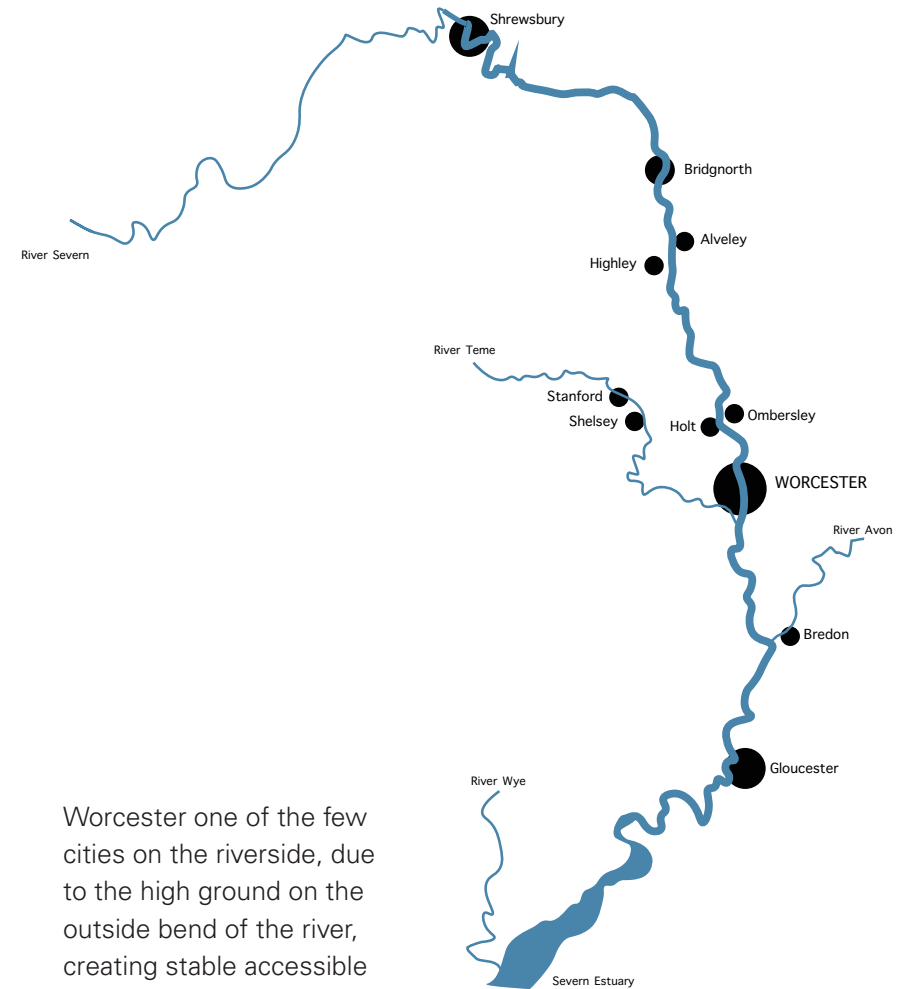 Shrewsbury
Bridgnorth
Alveley
River Severn
Highley
River Teme
Stanford
Ombersley
Shelsey
Holt
WORCESTER
River Avon
Bredon
Gloucester
River Wye
Worcester one of the few
cities on the riverside, due
to the high ground on the
outside bend of the river,
creating stable accessible
Severn Estuary